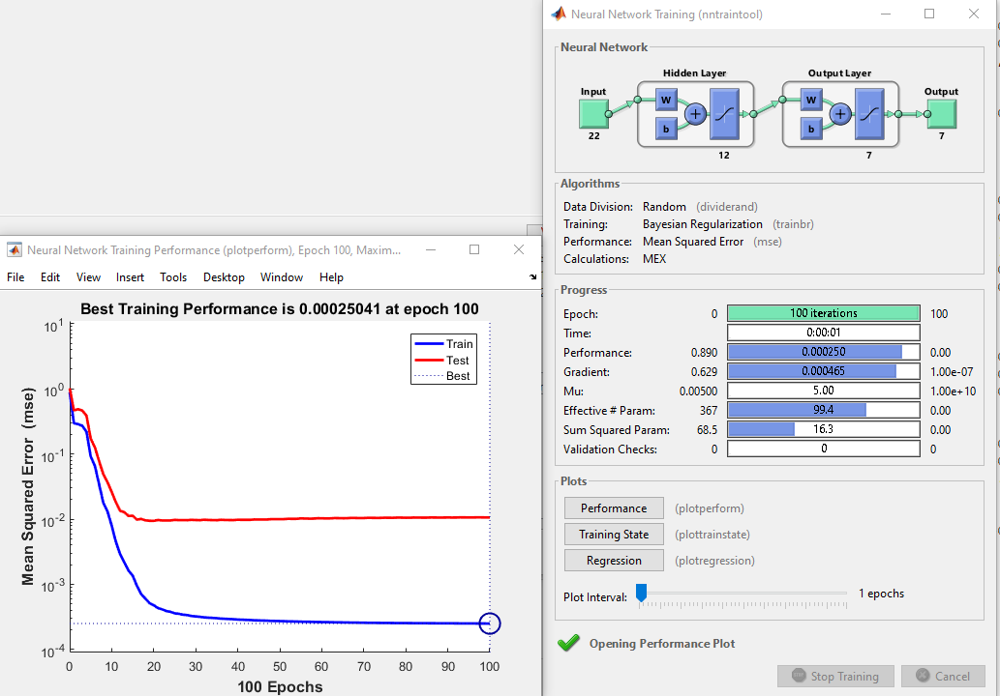 Neural Network Training (nntraintool)
Neural Network
Hidden Layer Output Layer
Input Output
W W
b b
22 12 7 7
Algorithms
Data Division: Random (dividerand)
Training: Bayesian Regularization (trainbr)
Performance: Mean Squared Error (mse)
Calculations: MEX
Progress
Epoch: 0 100 iterations 100
Time: 0:00:01
Performance: 0.890 0.000250 0.00
Gradient: 0.629 0.000465 1.00e-07
Mu: 0.00500 5.00 1.00e+10
Effective # Param: 367 99.4 0.00
Sum Squared Param: 68.5 16.3 0.00
Validation Checks: 0 0 0
Plots
Performance (plotperform)
Training State (plottrainstate)
Regression (plotregression)
Plot Interval: 1 epochs
Opening Performance Plot
Stop Training Cancel
Neural Network Training Performance (plotperform), Epoch 100, Maxim...
File Edit View Insert Tools Desktop Window Help
Best Training Performance is 0.00025041 at epoch 100
Train
Test
Best
Mean Squared Error (mse)
10^1
10^0
10^-1
10^-2
10^-3
10^-4
0 10 20 30 40 50 60 70 80 90 100
100 Epochs